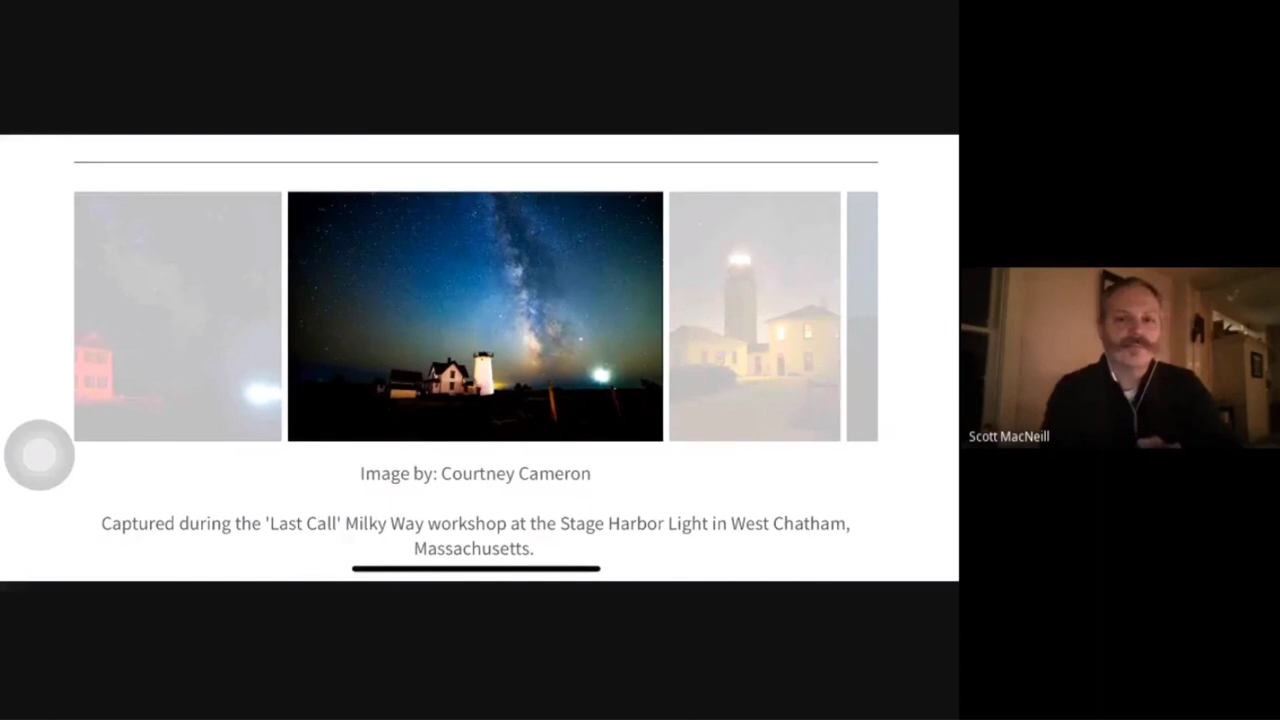 Image by: Courtney Cameron
Captured during the 'Last Call' Milky Way workshop at the Stage Harbor Light in West Chatham,
Massachusetts.
Scott MacNeill